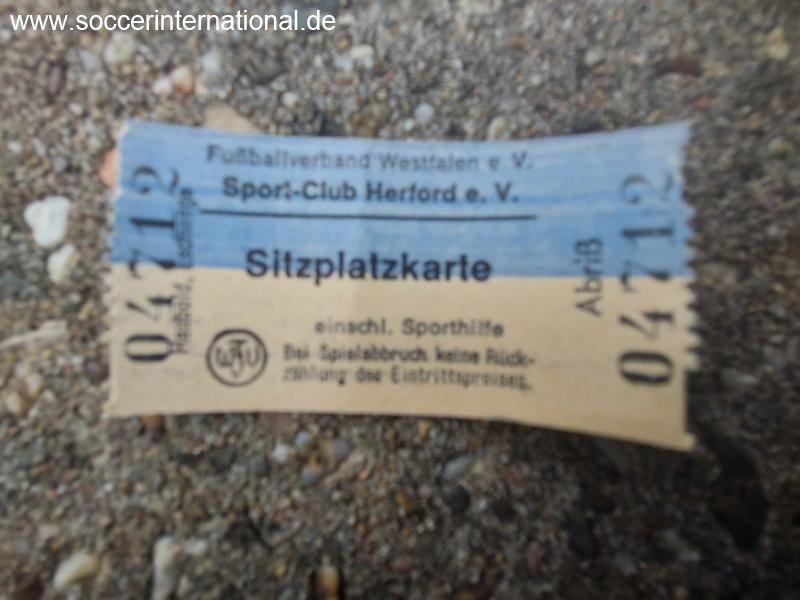 www.soccerinternational.de
Fußballverband Westfalen e. V.
Sport-Club Herford e. V.
Sitzplatzkarte
einschl. Sporthilfe
Bei Spielabbruch keine Rück-
zahlung des Eintrittspreises.
04712
Abriß
04712